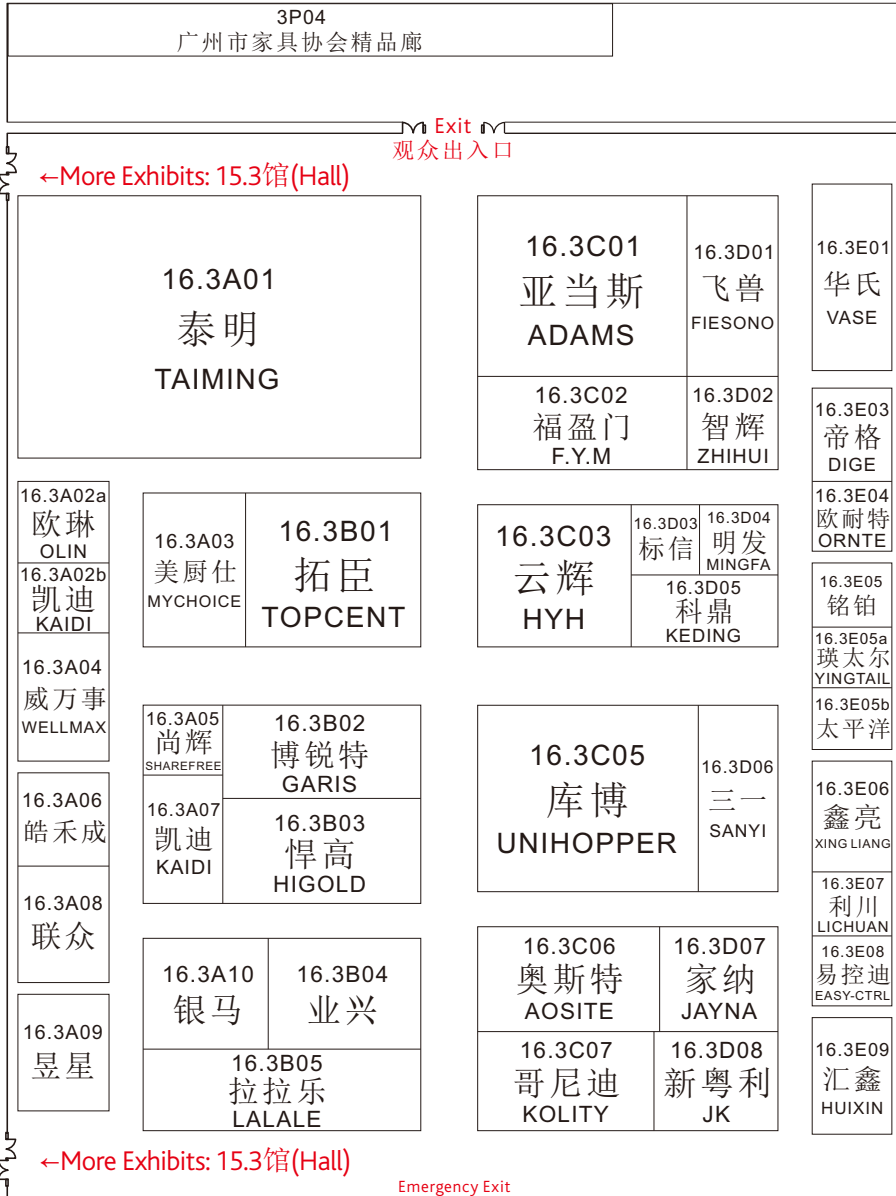 3P04
广州市家具协会精品廊
Exit
观众出入口
←More Exhibits: 15.3馆(Hall)
16.3A01
泰明
TAIMING
16.3C01
亚当斯
ADAMS
16.3D01
飞兽
FIESONO
16.3E01
华氏
VASE
16.3C02
福盈门
F.Y.M
16.3D02
智辉
ZHIHUI
16.3E03
帝格
DIGE
16.3E04
欧耐特
ORNTE
16.3A02a
欧琳
OLIN
16.3A02b
凯迪
KAIDI
16.3A04
威万事
WELLMAX
16.3A03
美厨仕
MYCHOICE
16.3B01
拓臣
TOPCENT
16.3C03
云辉
HYH
16.3D03
标信
16.3D04
明发
MINGFA
16.3D05
科鼎
KEDING
16.3E05
铭铂
16.3E05a
瑛太尔
YINGTAIL
16.3E05b
太平洋
16.3A05
尚辉
SHAREFREE
16.3A07
凯迪
KAIDI
16.3B02
博锐特
GARIS
16.3B03
悍高
HIGOLD
16.3C05
库博
UNIHOPPER
16.3D06
三一
SANYI
16.3A06
皓禾成
16.3A08
联众
16.3E06
鑫亮
XING LIANG
16.3E07
利川
LICHUAN
16.3E08
易控迪
EASY-CTRL
16.3A10
银马
16.3B04
业兴
16.3B05
拉拉乐
LALALE
16.3C06
奥斯特
AOSITE
16.3D07
家纳
JAYNA
16.3C07
哥尼迪
KOLITY
16.3D08
新粤利
JK
16.3A09
昱星
16.3E09
汇鑫
HUIXIN
←More Exhibits: 15.3馆(Hall)
Emergency Exit